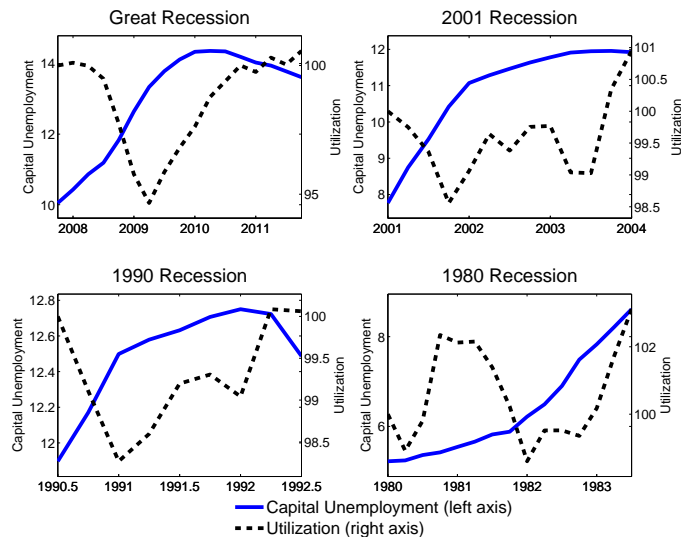 Great Recession
14
12
10
Capital Unemployment
100
95
Utilization
2008 2009 2010 2011
2001 Recession
12
11
10
9
8
Capital Unemployment
101
100.5
100
99.5
99
98.5
Utilization
2001 2002 2003 2004
1990 Recession
12.8
12.6
12.4
12.2
12
Capital Unemployment
100
99.5
99
98.5
Utilization
1990.5 1991 1991.5 1992 1992.5
1980 Recession
8
6
Capital Unemployment
102
100
Utilization
1980 1981 1982 1983
Capital Unemployment (left axis)
Utilization (right axis)